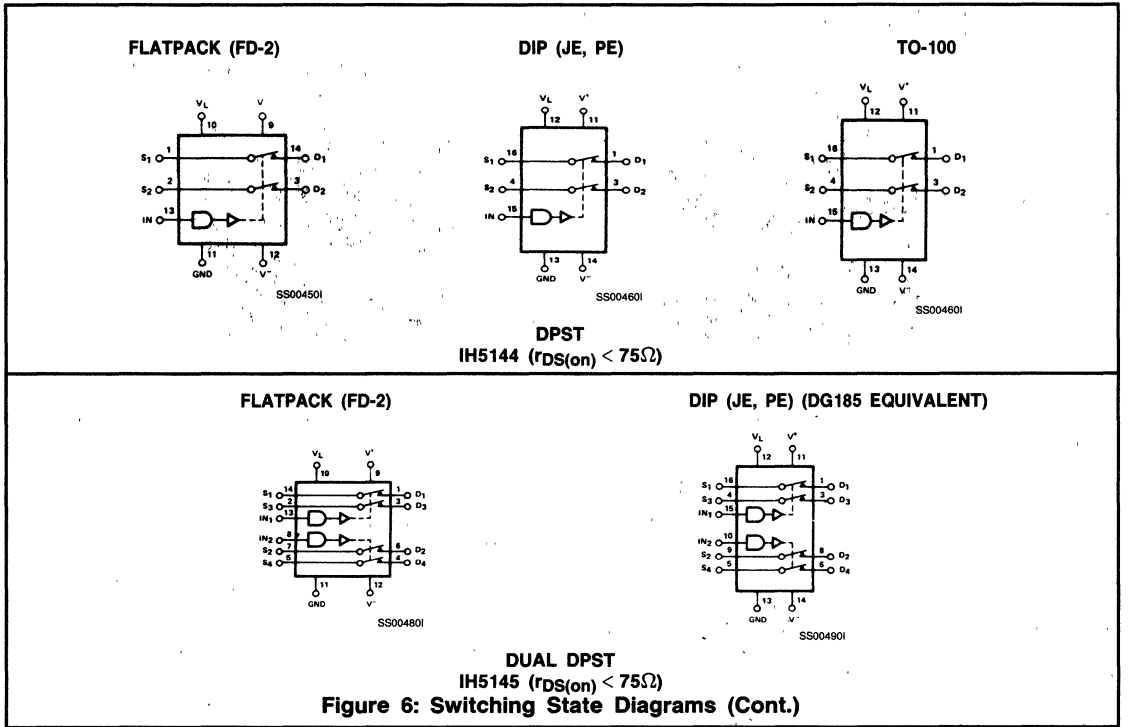 FLATPACK (FD-2)
VL V
10 9
S1 1 14 D1
S2 2 3 D2
IN 13
11 12
GND V-
SS00450I
DIP (JE, PE)
VL V+
12 11
S1 16 1 D1
S2 4 3 D2
IN 15
13 14
GND V-
SS00460I
TO-100
VL V+
12 11
S1 16 1 D1
S2 4 3 D2
IN 15
13 14
GND V-
SS00460I
DPST
IH5144 (rDS(on) < 75Ω)
FLATPACK (FD-2)
VL V+
10 9
S1 14 1 D1
S3 2 3 D3
IN1 13
IN2 8
S2 7 6 D2
S4 5 4 D4
11 12
GND V-
SS00480I
DIP (JE, PE) (DG185 EQUIVALENT)
VL V+
12 11
S1 16 1 D1
S3 4 3 D3
IN1 15
IN2 10
S2 9 8 D2
S4 5 6 D4
13 14
GND V-
SS00490I
DUAL DPST
IH5145 (rDS(on) < 75Ω)
Figure 6: Switching State Diagrams (Cont.)